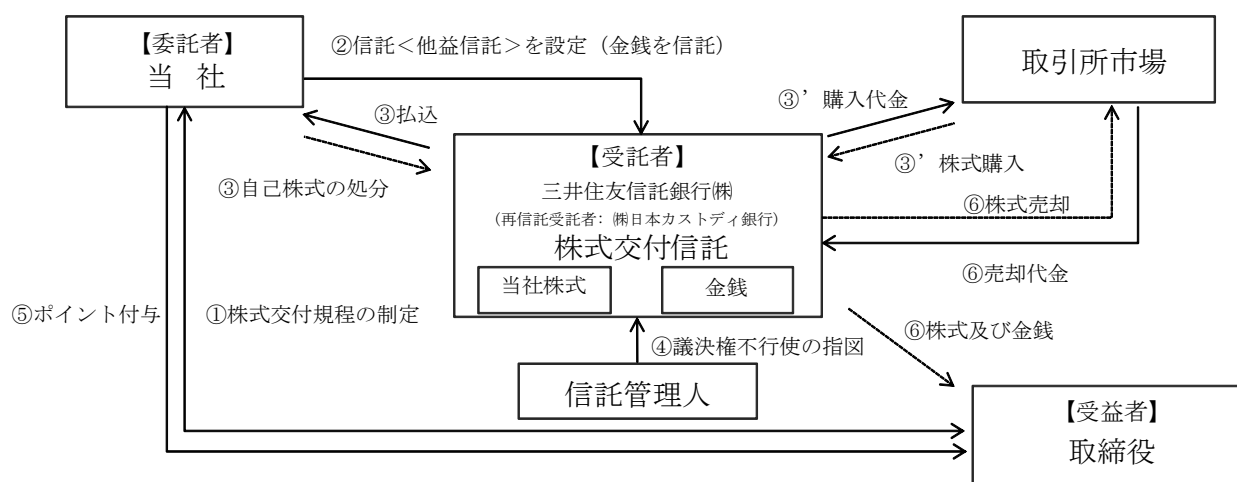 【委託者】
当 社
②信託＜他益信託＞を設定（金銭を信託）
取引所市場
③払込
③’購入代金
③自己株式の処分
【受託者】
三井住友信託銀行㈱
(再信託受託者：㈱日本カストディ銀行)
株式交付信託
当社株式
金銭
③’株式購入
⑥株式売却
⑥売却代金
⑤ポイント付与
①株式交付規程の制定
④議決権不行使の指図
⑥株式及び金銭
信託管理人
【受益者】
取締役